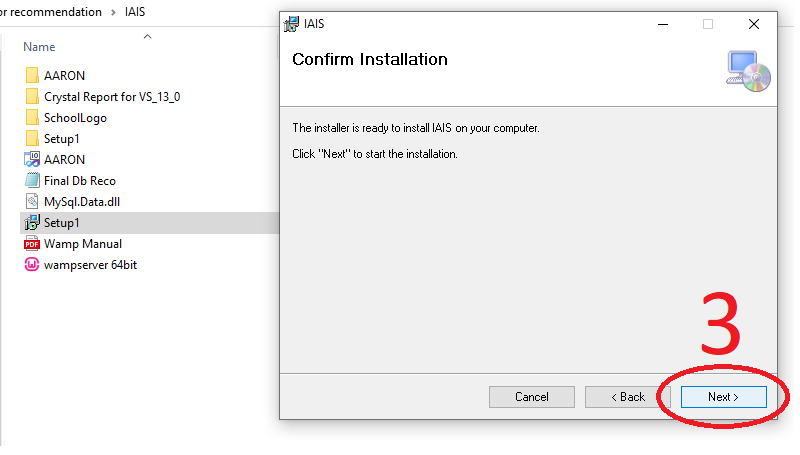 or recommendation > IAIS
Name
AARON
Crystal Report for VS_13_0
SchoolLogo
Setup1
AARON
Final Db Reco
MySql.Data.dll
Setup1
PDF Wamp Manual
wampserver 64bit
IAIS
Confirm Installation
The installer is ready to install IAIS on your computer.
Click "Next" to start the installation.
3
Cancel
< Back
Next >